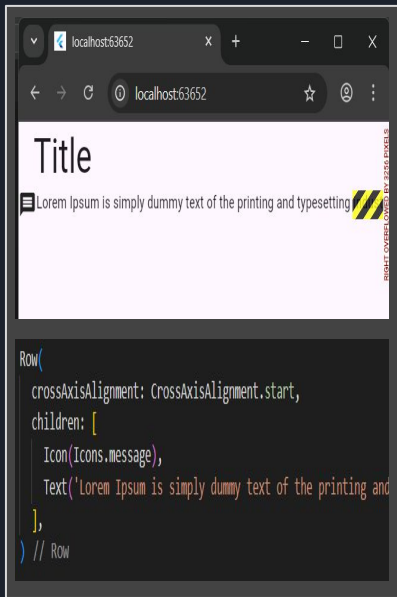 localhost:63652
localhost:63652
Title
Lorem Ipsum is simply dummy text of the printing and typesetting
RIGHT OVERFLOWED BY 3256 PIXELS
Row(
crossAxisAlignment: CrossAxisAlignment.start,
children: [
Icon(Icons.message),
Text('Lorem Ipsum is simply dummy text of the printing and
],
) // Row